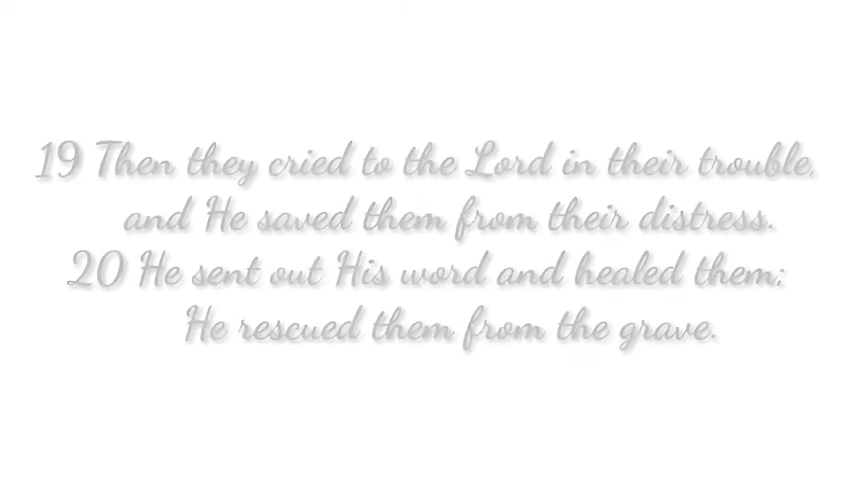 19 Then they cried to the Lord in their trouble,
and He saved them from their distress.
20 He sent out His word and healed them;
He rescued them from the grave.